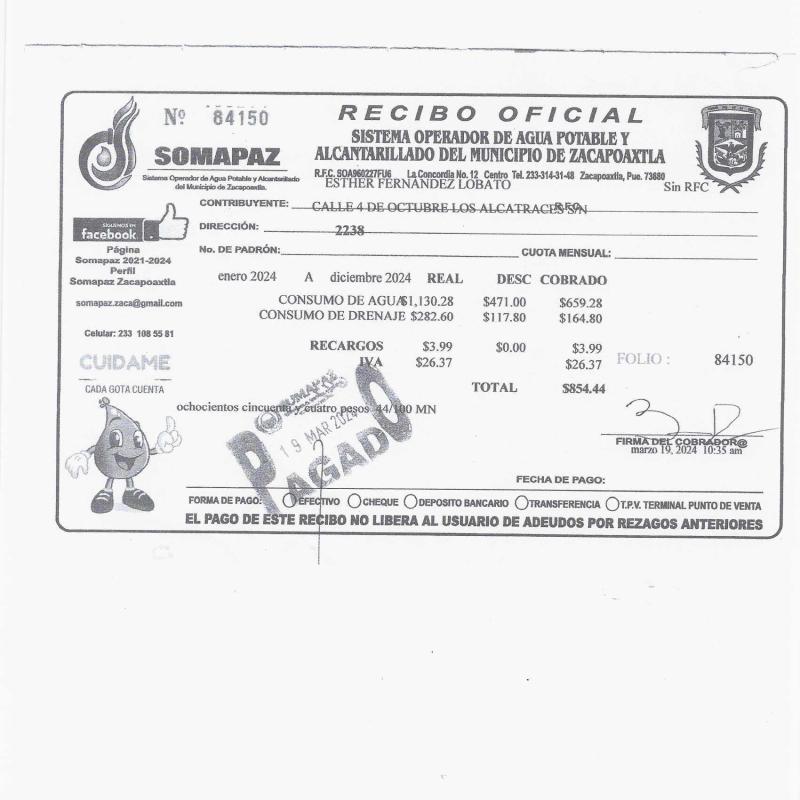 Nº 84150
RECIBO OFICIAL
SISTEMA OPERADOR DE AGUA POTABLE Y
ALCANTARILLADO DEL MUNICIPIO DE ZACAPOAXTLA
SOMAPAZ
Sistema Operador de Agua Potable y Alcantarillado
del Municipio de Zacapoaxtla.
R.F.C. SOA960227FU6 La Concordia No. 12 Centro Tel. 233-314-31-48 Zacapoaxtla, Pue. 73680
ESTHER FERNANDEZ LOBATO Sin RFC
CONTRIBUYENTE: R.F.C.
CALLE 4 DE OCTUBRE LOS ALCATRACES S/N
DIRECCIÓN: 2238
No. DE PADRÓN: CUOTA MENSUAL:
SIGUENOS EN
facebook
Página
Somapaz 2021-2024
Perfil
Somapaz Zacapoaxtla
somapaz.zaca@gmail.com
Celular: 233 108 55 81
CUIDAME
CADA GOTA CUENTA
enero 2024 A diciembre 2024 REAL DESC COBRADO
CONSUMO DE AGUA $1,130.28 $471.00 $659.28
CONSUMO DE DRENAJE $282.60 $117.80 $164.80
RECARGOS $3.99 $0.00 $3.99
IVA $26.37 $26.37
FOLIO : 84150
TOTAL $854.44
ochocientos cincuenta y cuatro pesos 44/100 MN
SOMAPAZ
19 MAR 2024
PAGADO
FIRMA DEL COBRADOR@
marzo 19, 2024 10:35 am
FECHA DE PAGO:
FORMA DE PAGO: EFECTIVO CHEQUE DEPOSITO BANCARIO TRANSFERENCIA T.P.V. TERMINAL PUNTO DE VENTA
EL PAGO DE ESTE RECIBO NO LIBERA AL USUARIO DE ADEUDOS POR REZAGOS ANTERIORES